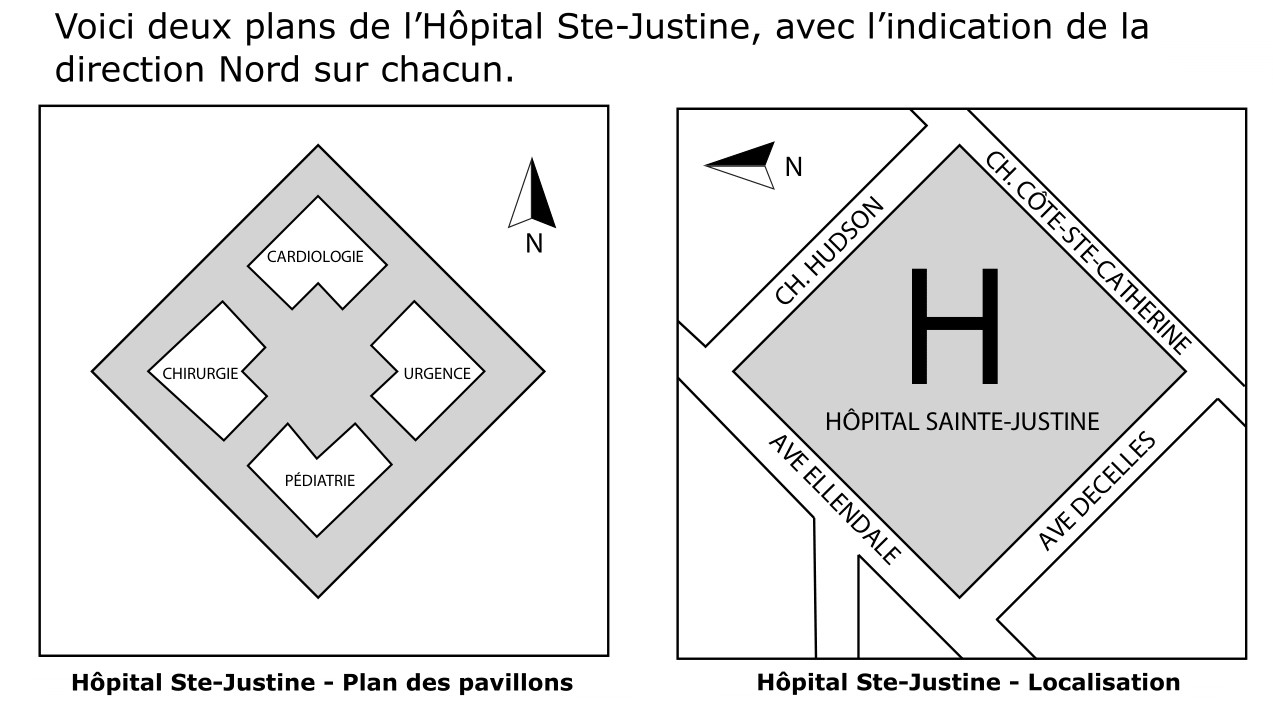 Voici deux plans de l’Hôpital Ste-Justine, avec l’indication de la
direction Nord sur chacun.
CARDIOLOGIE
CHIRURGIE
URGENCE
PÉDIATRIE
N
Hôpital Ste-Justine - Plan des pavillons
N
CH. HUDSON
CH. CÔTE-STE-CATHERINE
H
HÔPITAL SAINTE-JUSTINE
AVE ELLENDALE
AVE DECELLES
Hôpital Ste-Justine - Localisation